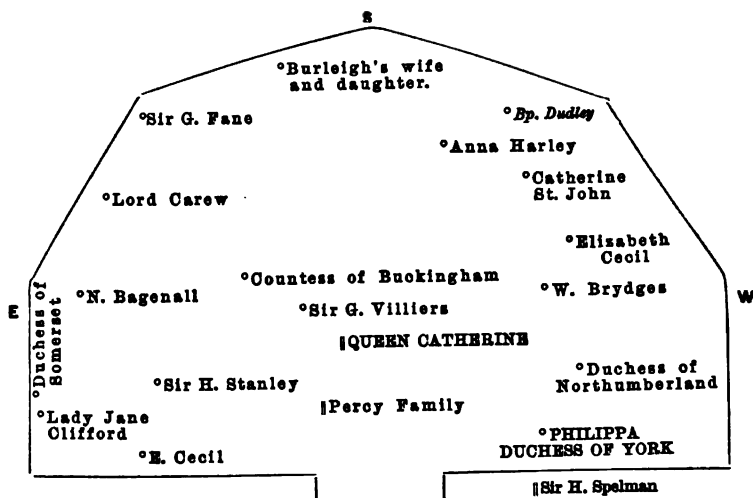 S
°Burleigh's wife
and daughter.
°Sir G. Fane
°Bp. Dudley
°Anna Harley
°Catherine
St. John
°Lord Carew
°Elizabeth
Cecil
E
°Duchess of
Somerset
°N. Bagenall
°Countess of Buckingham
°W. Brydges
W
°Sir G. Villiers
‖QUEEN CATHERINE
°Sir H. Stanley
°Duchess of
Northumberland
‖Percy Family
°Lady Jane
Clifford
°E. Cecil
°PHILIPPA
DUCHESS OF YORK
‖Sir H. Spelman